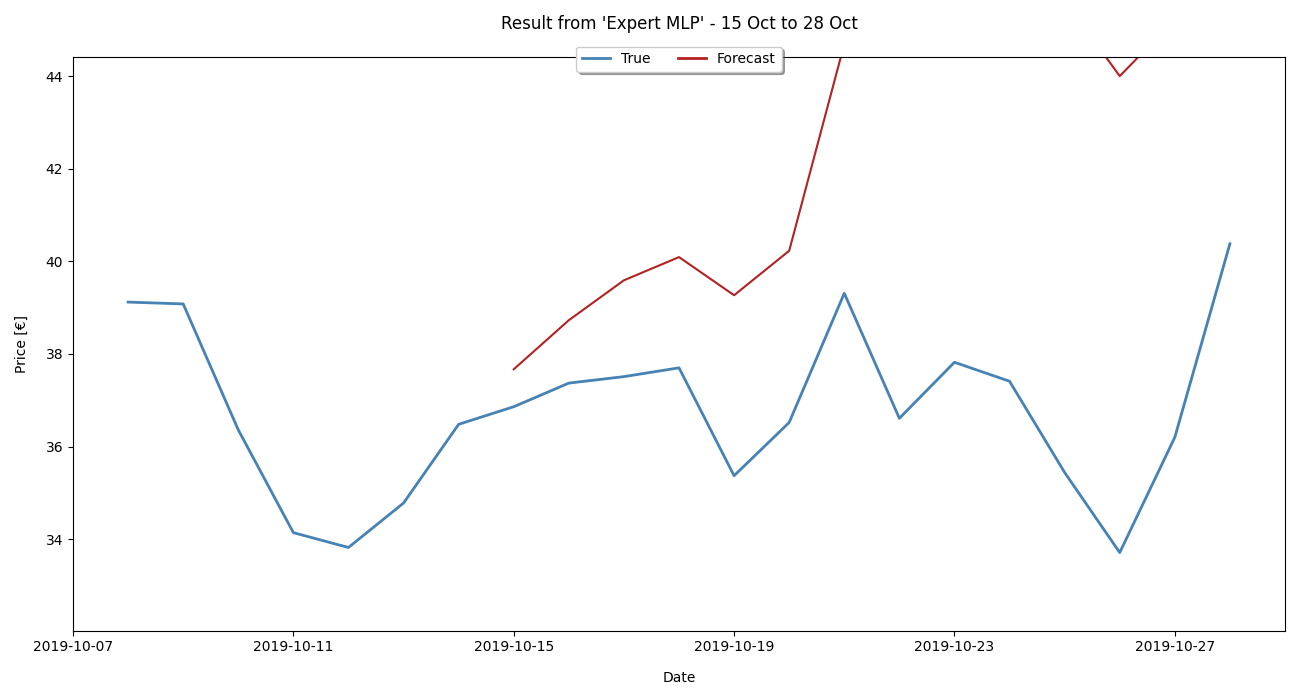 Result from 'Expert MLP' - 15 Oct to 28 Oct
True Forecast
44
42
40
38
36
34
Price [€]
2019-10-07 2019-10-11 2019-10-15 2019-10-19 2019-10-23 2019-10-27
Date